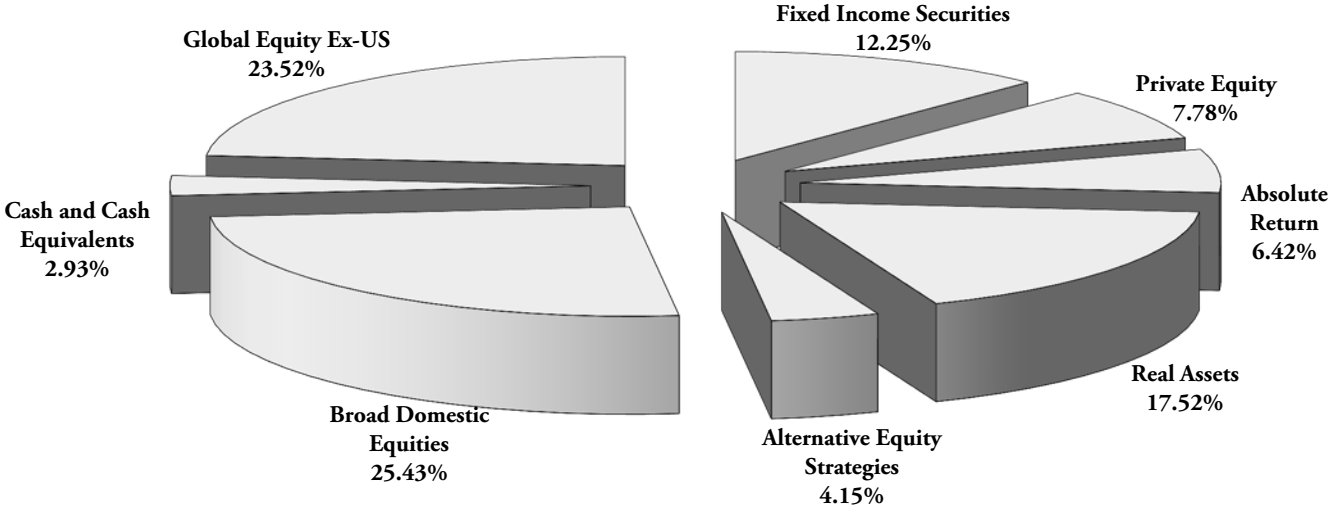 Fixed Income Securities
12.25%
Private Equity
7.78%
Absolute
Return
6.42%
Real Assets
17.52%
Alternative Equity
Strategies
4.15%
Broad Domestic
Equities
25.43%
Cash and Cash
Equivalents
2.93%
Global Equity Ex-US
23.52%